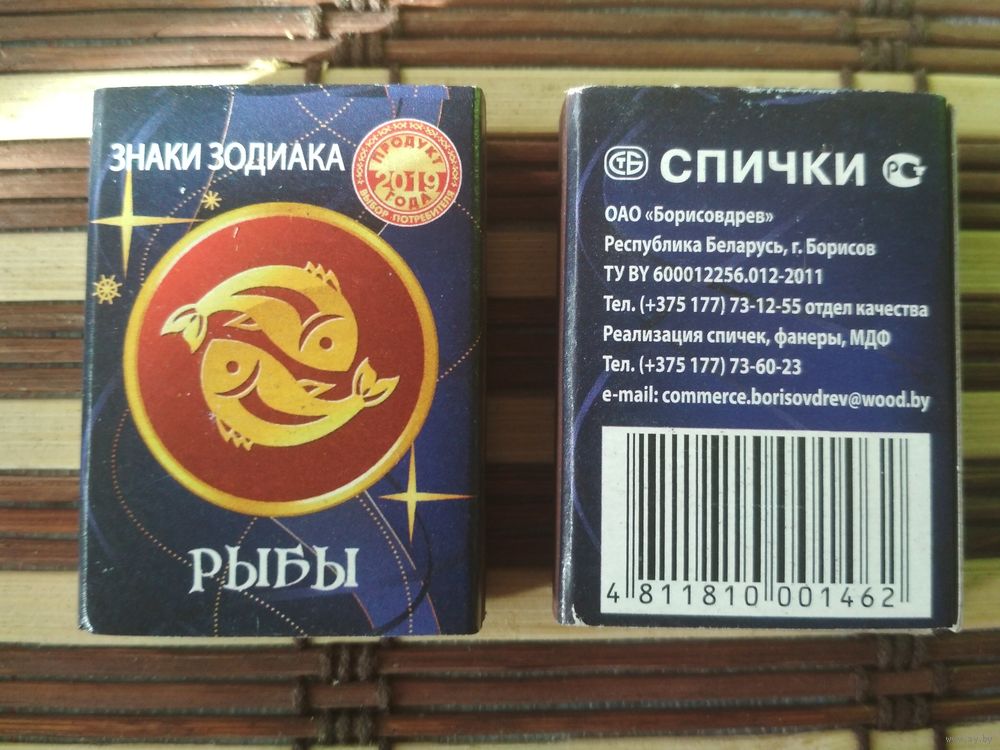 ЗНАКИ ЗОДИАКА
ПРОДУКТ
2019
ГОДА
ВЫБОР ПОТРЕБИТЕЛЯ
РЫБЫ
СТБ СПИЧКИ РСТ
ОАО «Борисовдрев»
Республика Беларусь, г. Борисов
ТУ BY 600012256.012-2011
Тел. (+375 177) 73-12-55 отдел качества
Реализация спичек, фанеры, МДФ
Тел. (+375 177) 73-60-23
e-mail: commerce.borisovdrev@wood.by
4 811810 001462